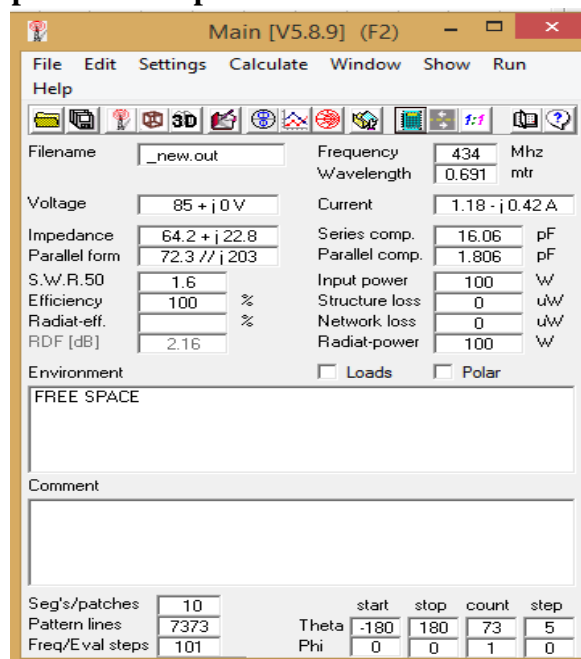 Main [V5.8.9] (F2)
File Edit Settings Calculate Window Show Run
Help
3D 1:1 ?
Filename _new.out Frequency 434 Mhz
Wavelength 0.691 mtr
Voltage 85 + j 0 V Current 1.18 - j 0.42 A
Impedance 64.2 + j 22.8 Series comp. 16.06 pF
Parallel form 72.3 // j 203 Parallel comp. 1.806 pF
S.W.R.50 1.6 Input power 100 W
Efficiency 100 % Structure loss 0 uW
Radiat-eff. % Network loss 0 uW
RDF [dB] 2.16 Radiat-power 100 W
Environment Loads Polar
FREE SPACE
Comment
Seg's/patches 10 start stop count step
Pattern lines 7373 Theta -180 180 73 5
Freq/Eval steps 101 Phi 0 0 1 0